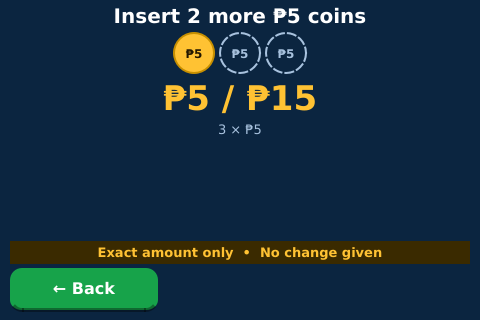 Insert 2 more ₱5 coins
₱5 ₱5 ₱5
₱5 / ₱15
3 × ₱5
Exact amount only • No change given
← Back